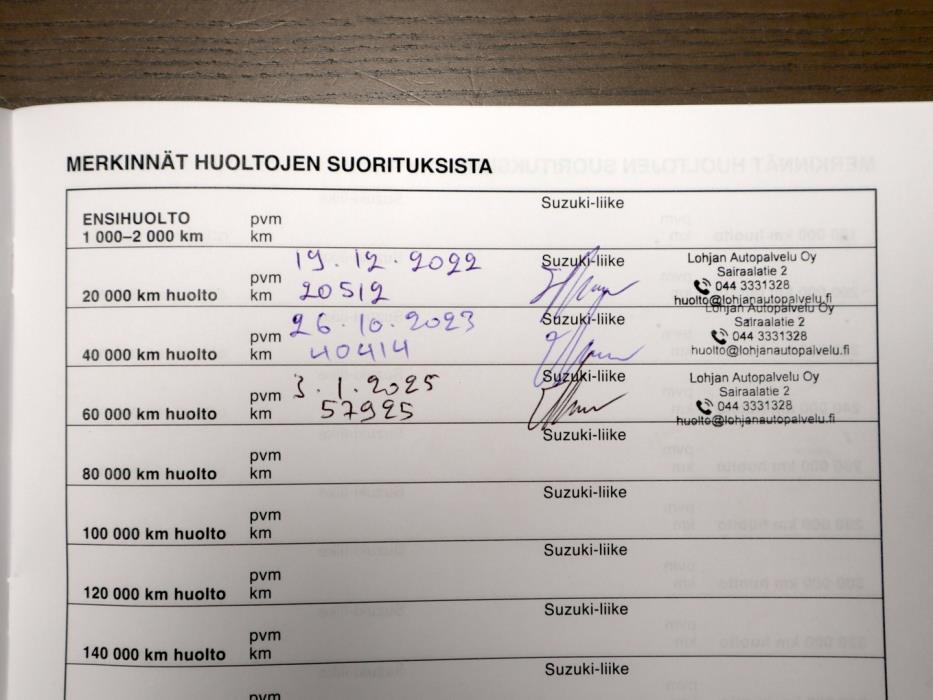 MERKINNÄT HUOLTOJEN SUORITUKSISTA
ENSIHUOLTO pvm Suzuki-liike
1 000–2 000 km km
19.12.2022 Suzuki-liike Lohjan Autopalvelu Oy
pvm Sairaalatie 2
20 000 km huolto km 20512 044 3331328
huolto@lohjanautopalvelu.fi
26.10.2023 Suzuki-liike Lohjan Autopalvelu Oy
pvm Sairaalatie 2
40 000 km huolto km 40414 044 3331328
huolto@lohjanautopalvelu.fi
3.1.2025 Suzuki-liike Lohjan Autopalvelu Oy
pvm Sairaalatie 2
60 000 km huolto km 57925 044 3331328
huolto@lohjanautopalvelu.fi
Suzuki-liike
pvm
80 000 km huolto km
Suzuki-liike
pvm
100 000 km huolto km
Suzuki-liike
pvm
120 000 km huolto km
Suzuki-liike
pvm
140 000 km huolto km
Suzuki-liike
pvm